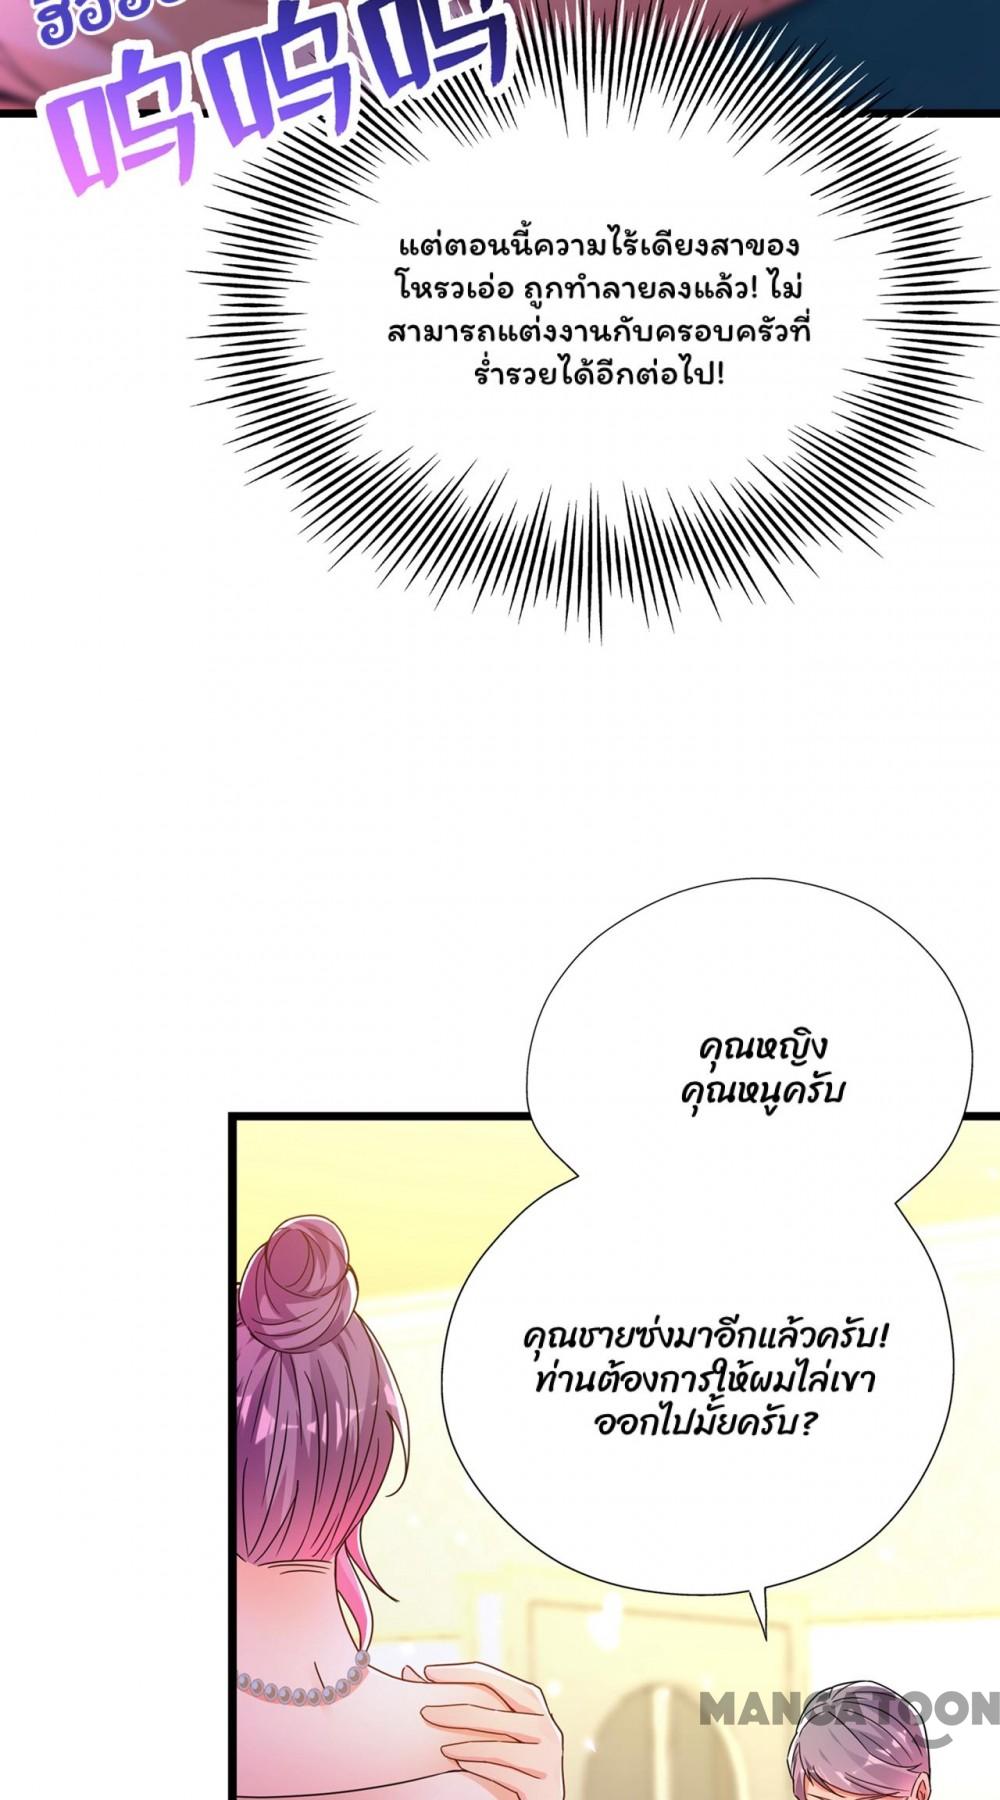 呜呜呜
แต่ตอนนี้ความไร้เดียงสาของ
โหรวเอ่อ ถูกทำลายลงแล้ว! ไม่
สามารถแต่งงานกับครอบครัวที่
ร่ำรวยได้อีกต่อไป!
คุณหญิง
คุณหนูครับ
คุณชายซ่งมาอีกแล้วครับ!
ท่านต้องการให้ผมไล่เขา
ออกไปมั้ยครับ?
MANGATOON